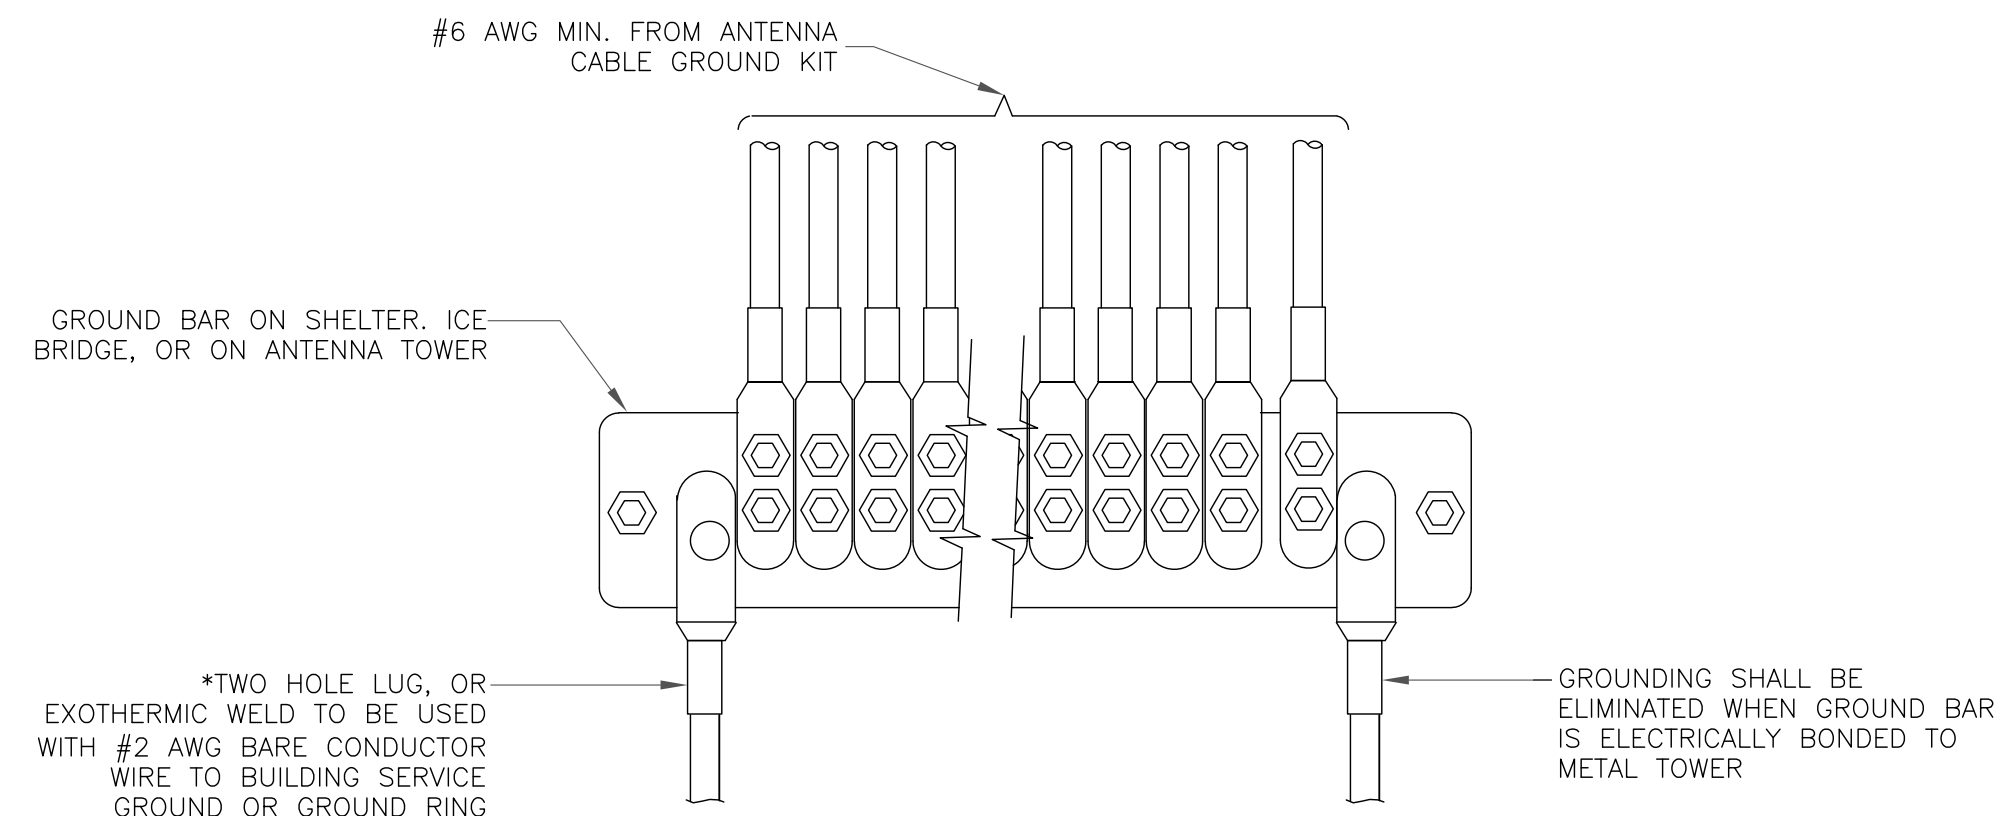 #6 AWG MIN. FROM ANTENNA
CABLE GROUND KIT
GROUND BAR ON SHELTER. ICE
BRIDGE, OR ON ANTENNA TOWER
*TWO HOLE LUG, OR
EXOTHERMIC WELD TO BE USED
WITH #2 AWG BARE CONDUCTOR
WIRE TO BUILDING SERVICE
GROUND OR GROUND RING
GROUNDING SHALL BE
ELIMINATED WHEN GROUND BAR
IS ELECTRICALLY BONDED TO
METAL TOWER